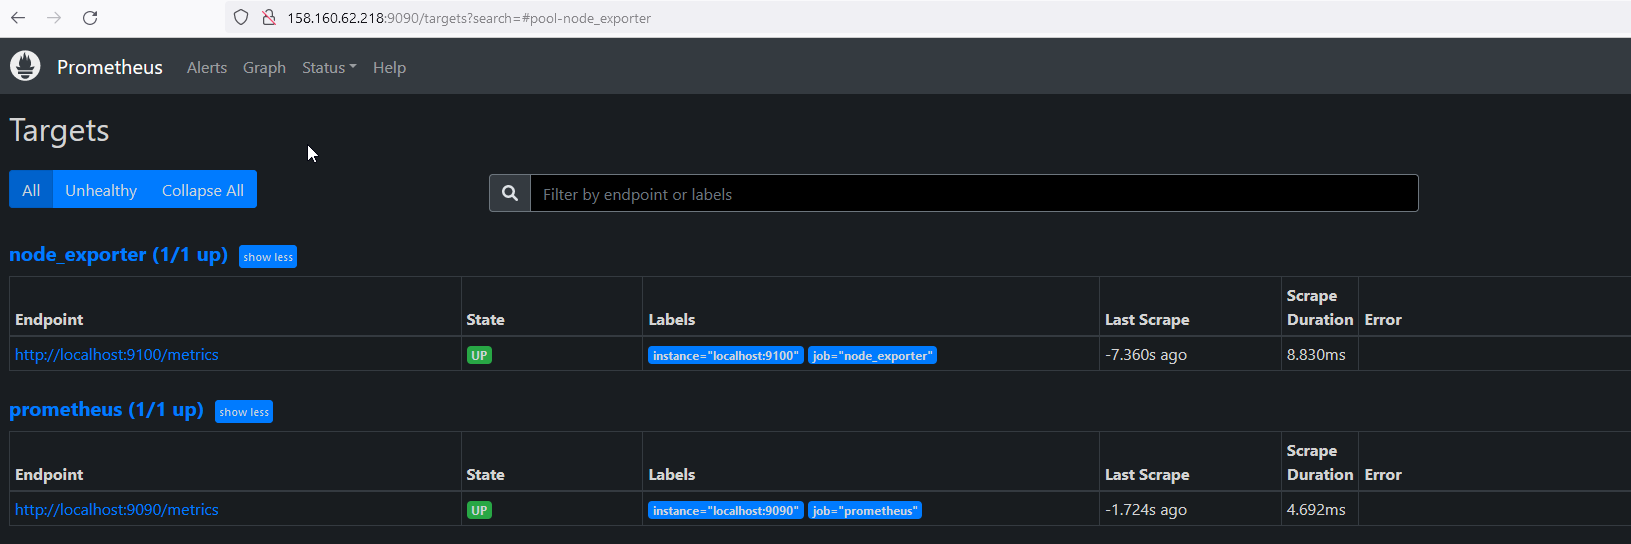 158.160.62.218:9090/targets?search=#pool-node_exporter
Prometheus Alerts Graph Status Help
Targets
All Unhealthy Collapse All
Filter by endpoint or labels
node_exporter (1/1 up) show less
Endpoint State Labels Last Scrape Scrape Duration Error
http://localhost:9100/metrics UP instance="localhost:9100" job="node_exporter" -7.360s ago 8.830ms
prometheus (1/1 up) show less
Endpoint State Labels Last Scrape Scrape Duration Error
http://localhost:9090/metrics UP instance="localhost:9090" job="prometheus" -1.724s ago 4.692ms